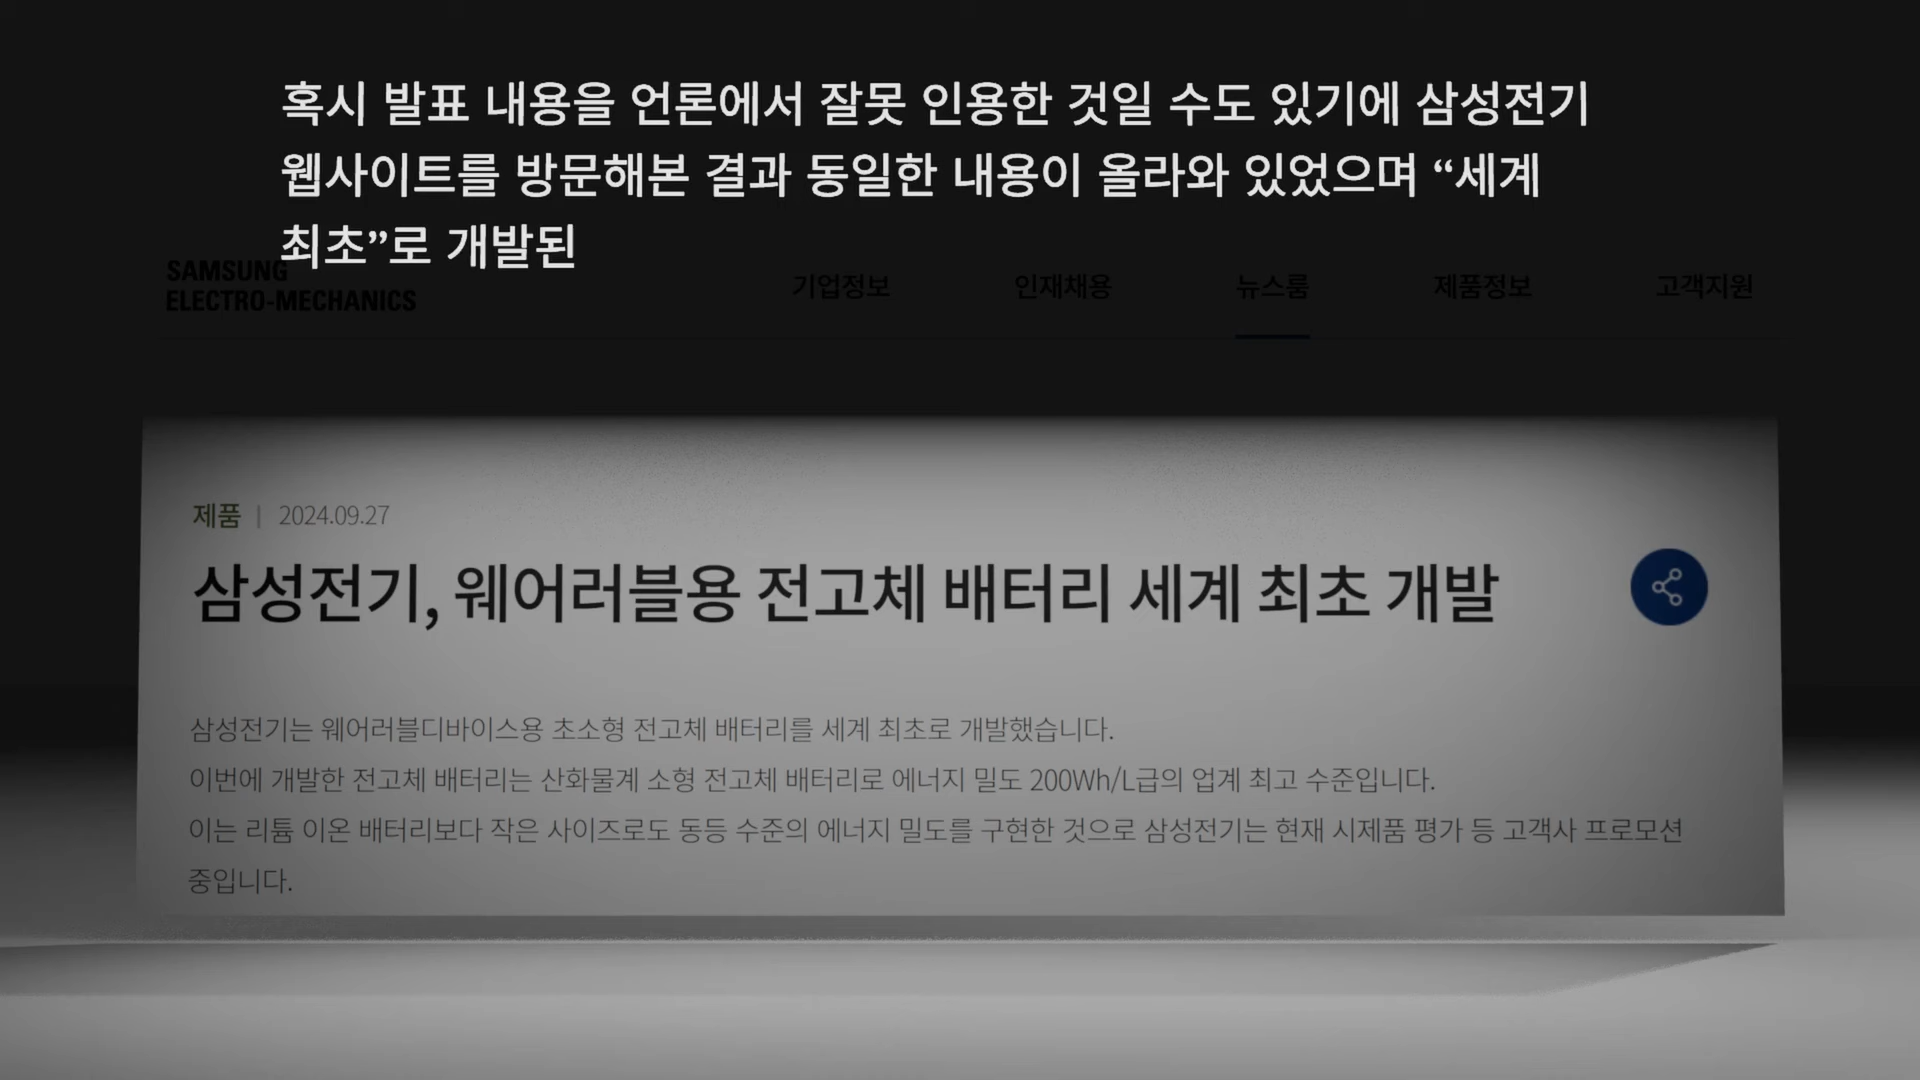 혹시 발표 내용을 언론에서 잘못 인용한 것일 수도 있기에 삼성전기
웹사이트를 방문해본 결과 동일한 내용이 올라와 있었으며 “세계
최초”로 개발된
SAMSUNG
ELECTRO-MECHANICS
기업정보 인재채용 뉴스룸 제품정보 고객지원
제품 | 2024.09.27
삼성전기, 웨어러블용 전고체 배터리 세계 최초 개발
삼성전기는 웨어러블디바이스용 초소형 전고체 배터리를 세계 최초로 개발했습니다.
이번에 개발한 전고체 배터리는 산화물계 소형 전고체 배터리로 에너지 밀도 200Wh/L급의 업계 최고 수준입니다.
이는 리튬 이온 배터리보다 작은 사이즈로도 동등 수준의 에너지 밀도를 구현한 것으로 삼성전기는 현재 시제품 평가 등 고객사 프로모션
중입니다.